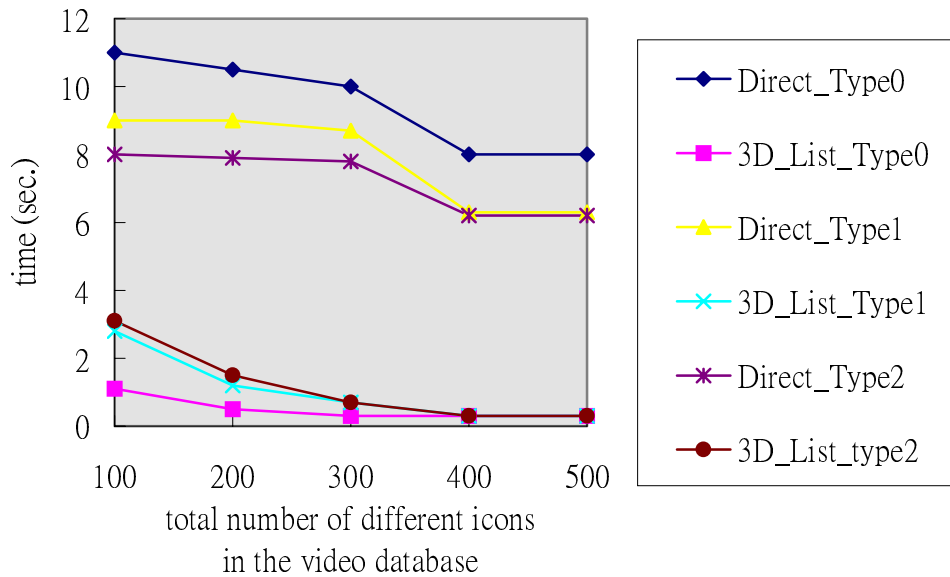 12
10
8
6
4
2
0
time (sec.)
100 200 300 400 500
total number of different icons
in the video database
Direct_Type0
3D_List_Type0
Direct_Type1
3D_List_Type1
Direct_Type2
3D_List_type2